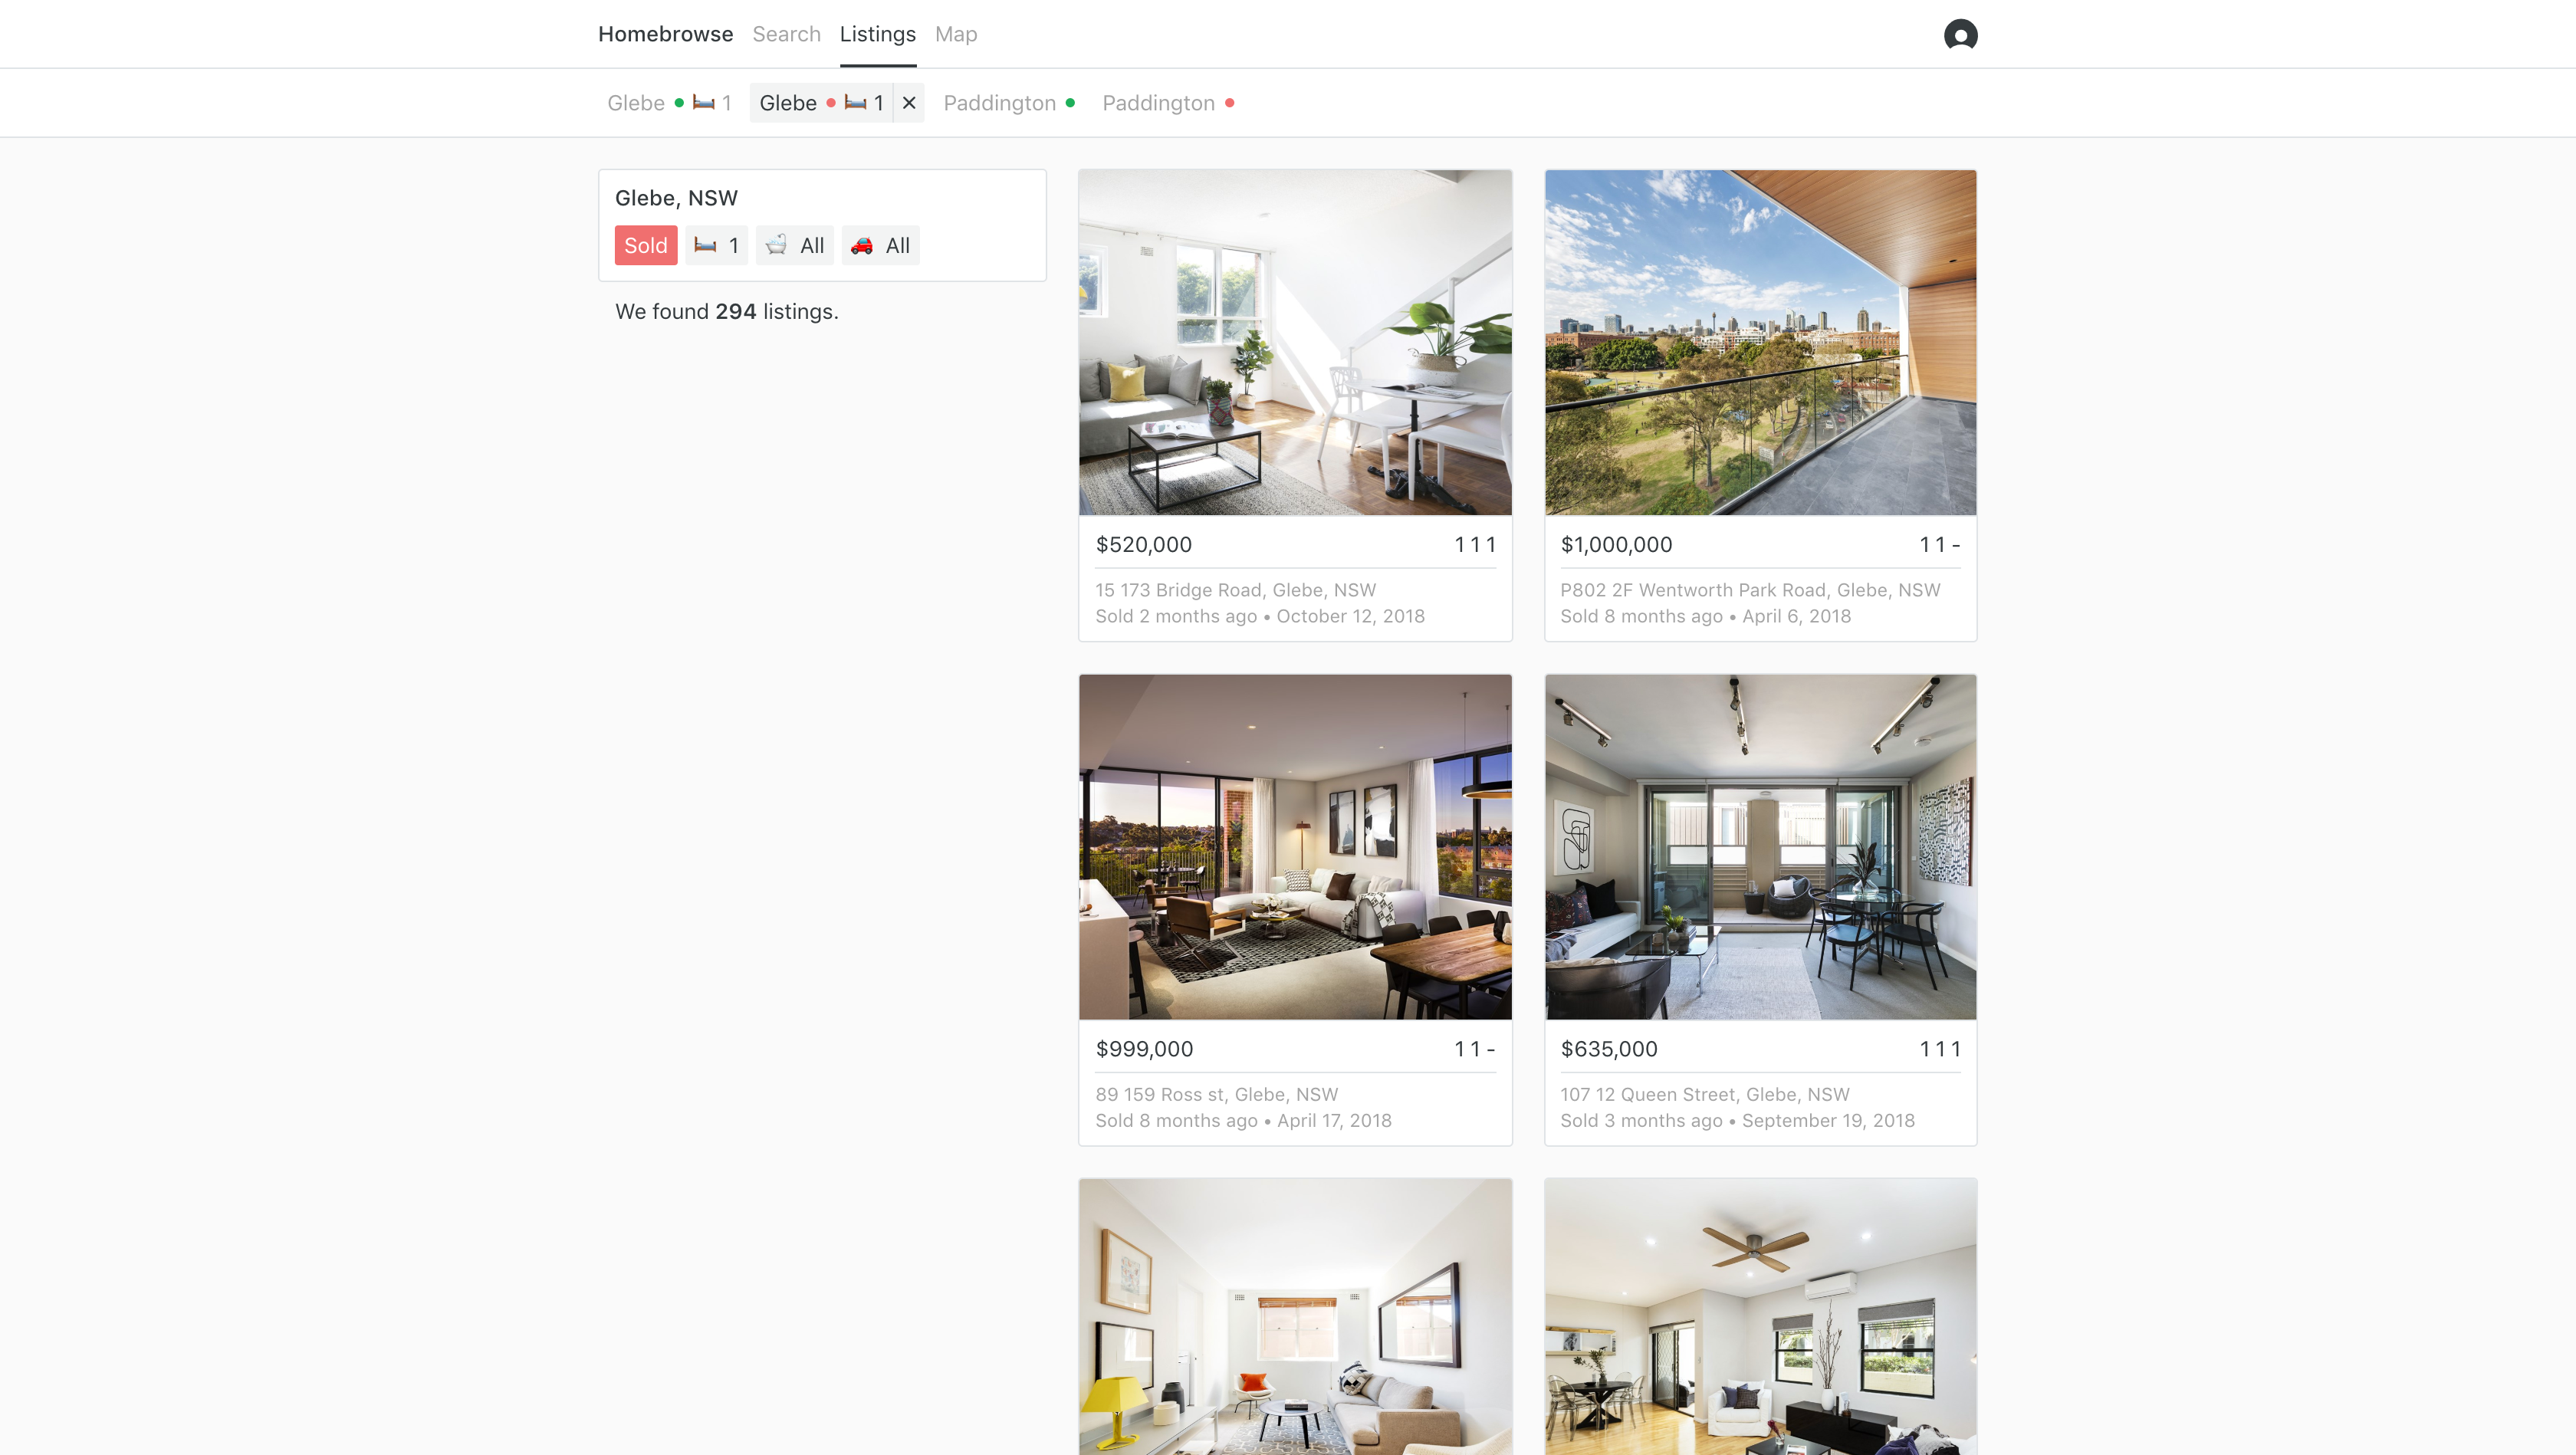 Homebrowse Search Listings Map
Glebe 1 Glebe 1 × Paddington Paddington
Glebe, NSW
Sold 1 All All
We found 294 listings.
$520,000 1 1 1
15 173 Bridge Road, Glebe, NSW
Sold 2 months ago • October 12, 2018
$1,000,000 1 1 -
P802 2F Wentworth Park Road, Glebe, NSW
Sold 8 months ago • April 6, 2018
$999,000 1 1 -
89 159 Ross st, Glebe, NSW
Sold 8 months ago • April 17, 2018
$635,000 1 1 1
107 12 Queen Street, Glebe, NSW
Sold 3 months ago • September 19, 2018